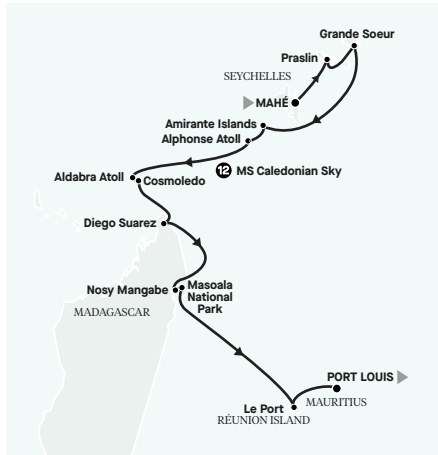 Grande Soeur
Praslin
SEYCHELLES
MAHÉ
Amirante Islands
Alphonse Atoll
12 MS Caledonian Sky
Aldabra Atoll
Cosmoledo
Diego Suarez
Nosy Mangabe
Masoala
National
Park
MADAGASCAR
PORT LOUIS
MAURITIUS
Le Port
RÉUNION ISLAND